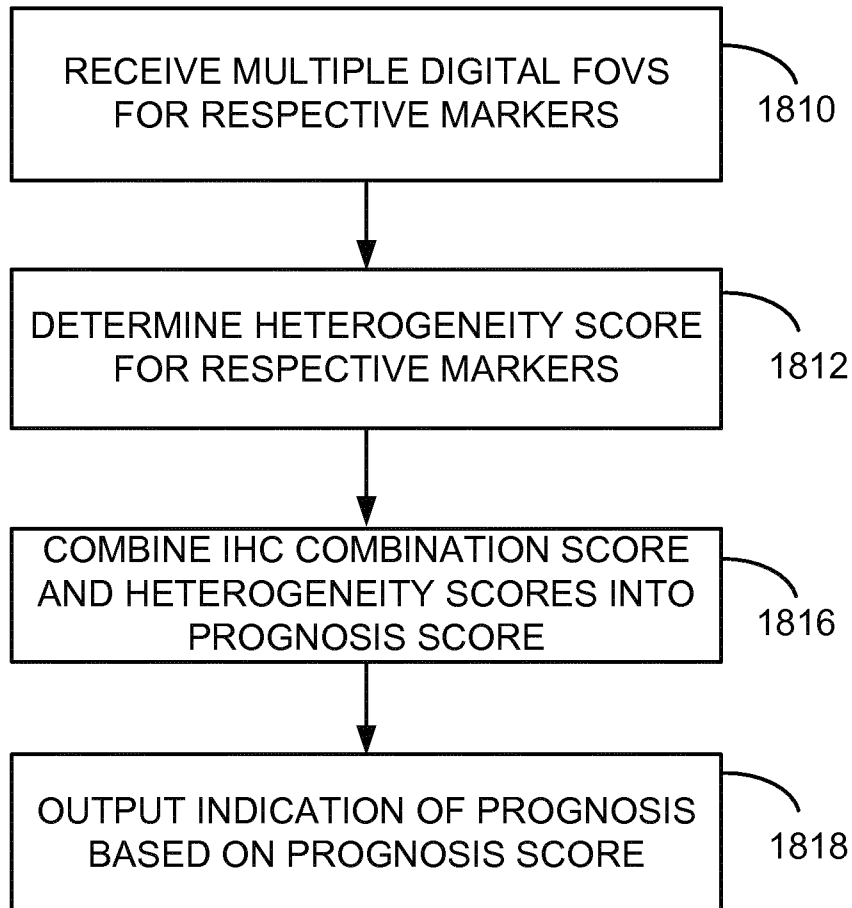 RECEIVE MULTIPLE DIGITAL FOVS
FOR RESPECTIVE MARKERS
1810
DETERMINE HETEROGENEITY SCORE
FOR RESPECTIVE MARKERS
1812
COMBINE IHC COMBINATION SCORE
AND HETEROGENEITY SCORES INTO
PROGNOSIS SCORE
1816
OUTPUT INDICATION OF PROGNOSIS
BASED ON PROGNOSIS SCORE
1818